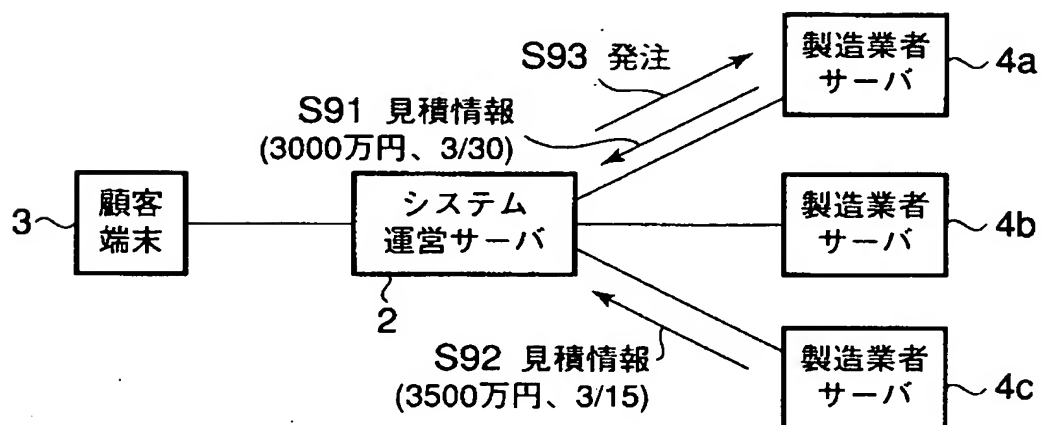 製造業者
サーバ
4a
S93 発注
S91 見積情報
(3000万円、3/30)
3
顧客
端末
システム
運営サーバ
2
製造業者
サーバ
4b
S92 見積情報
(3500万円、3/15)
製造業者
サーバ
4c